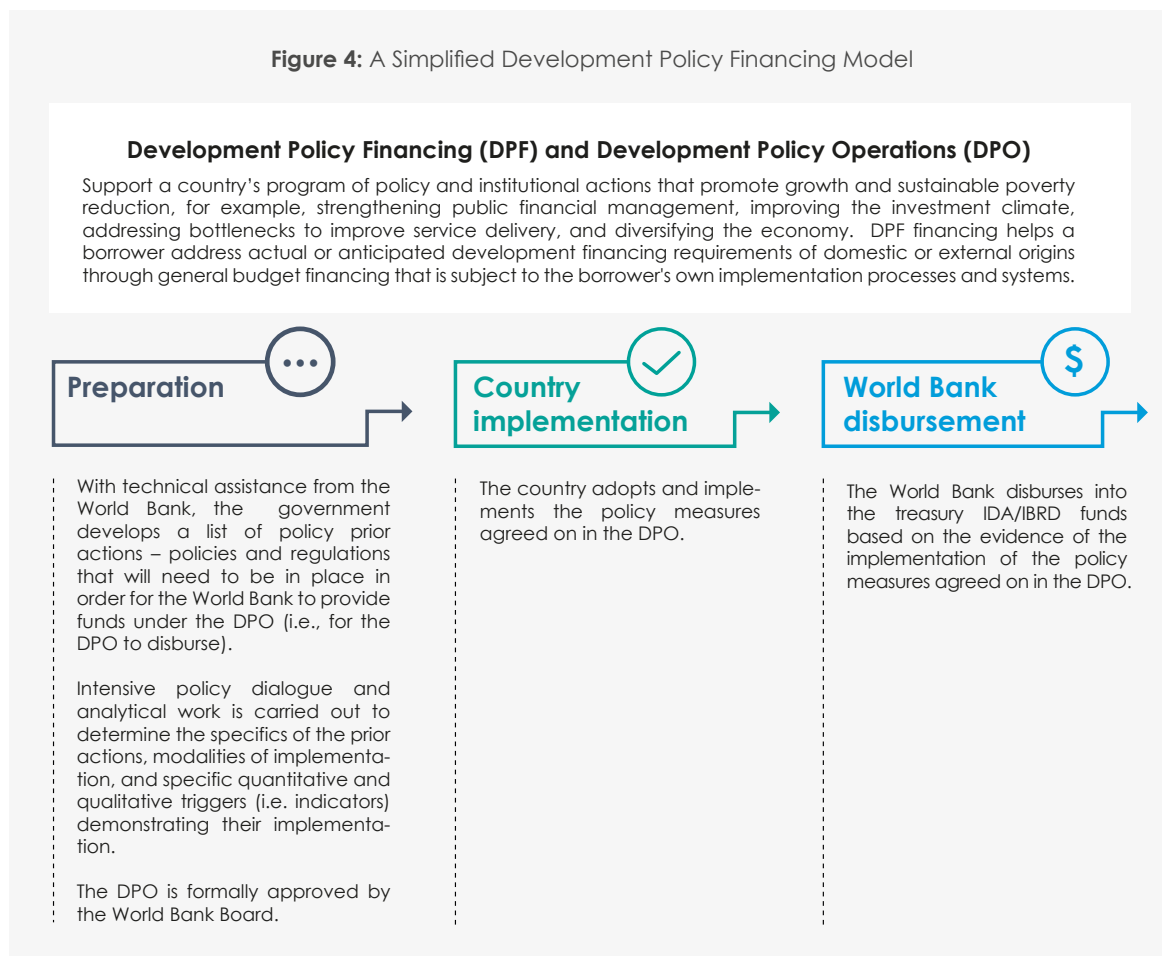 Figure 4: A Simplified Development Policy Financing Model
Development Policy Financing (DPF) and Development Policy Operations (DPO)
Support a country's program of policy and institutional actions that promote growth and sustainable poverty
reduction, for example, strengthening public financial management, improving the investment climate,
addressing bottlenecks to improve service delivery, and diversifying the economy. DPF financing helps a
borrower address actual or anticipated development financing requirements of domestic or external origins
through general budget financing that is subject to the borrower's own implementation processes and systems.
Preparation
With technical assistance from the
World Bank, the government
develops a list of policy prior
actions – policies and regulations
that will need to be in place in
order for the World Bank to provide
funds under the DPO (i.e., for the
DPO to disburse).
Intensive policy dialogue and
analytical work is carried out to
determine the specifics of the prior
actions, modalities of implementa-
tion, and specific quantitative and
qualitative triggers (i.e. indicators)
demonstrating their implementa-
tion.
The DPO is formally approved by
the World Bank Board.
Country
implementation
The country adopts and imple-
ments the policy measures
agreed on in the DPO.
$
World Bank
disbursement
The World Bank disburses into
the treasury IDA/IBRD funds
based on the evidence of the
implementation of the policy
measures agreed on in the DPO.